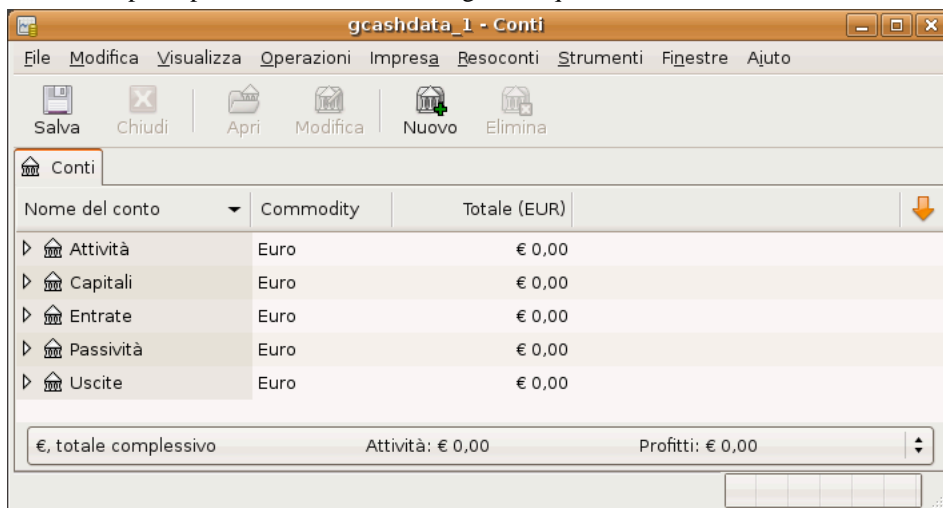 gcashdata_1 - Conti
File Modifica Visualizza Operazioni Impresa Resoconti Strumenti Finestre Aiuto
Salva Chiudi Apri Modifica Nuovo Elimina
Conti
Nome del conto Commodity Totale (EUR)
Attività Euro € 0,00
Capitali Euro € 0,00
Entrate Euro € 0,00
Passività Euro € 0,00
Uscite Euro € 0,00
€, totale complessivo Attività: € 0,00 Profitti: € 0,00